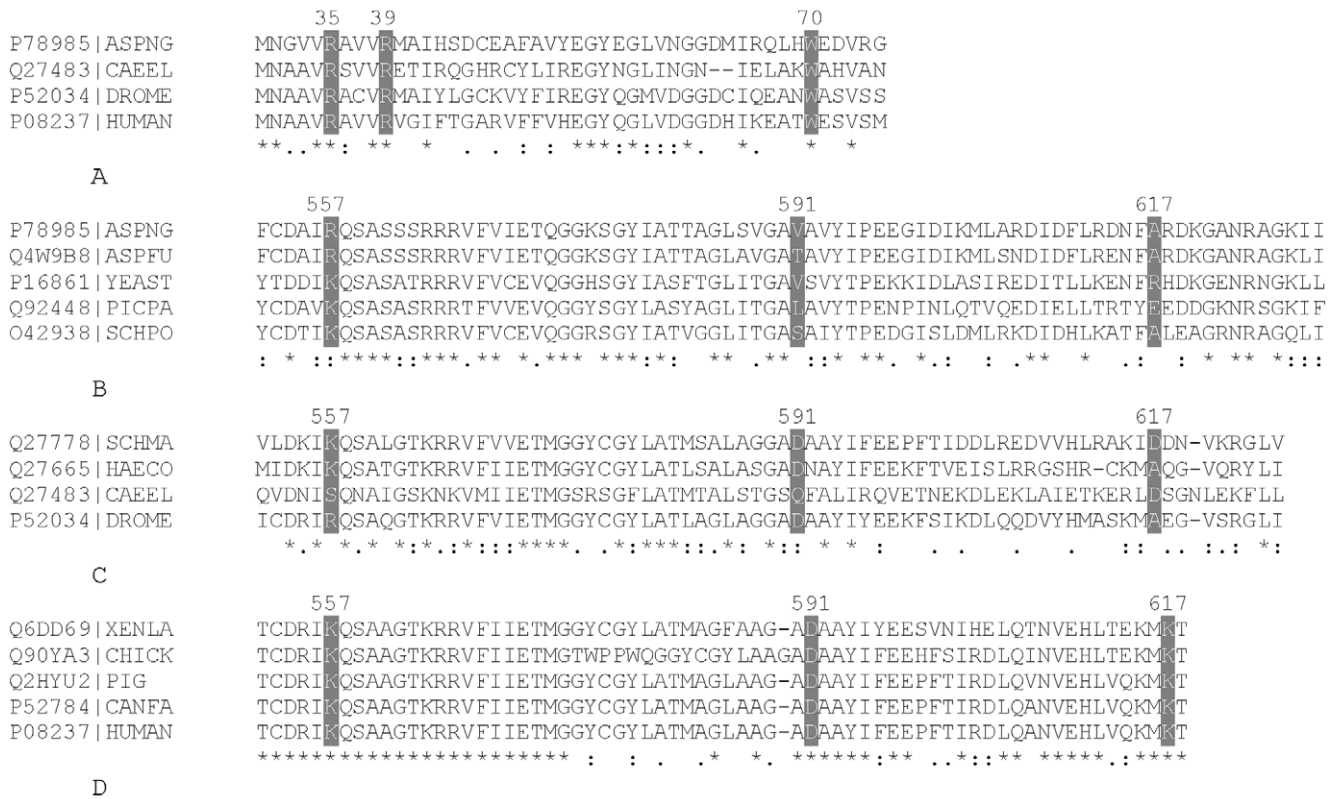 35 39 70
P78985|ASPNG MNGVVRAVVRMAIHSDCEAFAVYEGYEGLVNGGDMIRQLHWEDVRG
Q27483|CAEEL MNAAVRSVVRETIRQGHRCYLIREGYNGLINGN--IELAKWAHVAN
P52034|DROME MNAAVRACVRMAIYLGCKVYFIREGYQGMVDGGDCIQEANWASVSS
P08237|HUMAN MNAAVRAVVRVGIFTGARVFFVHEGYQGLVDGGDHIKEATWESVSM
**..**: ** * . . : ***:**:::*. *. * *
A
557 591 617
P78985|ASPNG FCDAIRQSASSSRRRVFVIETQGGKSGYIATTAGLSVGAVAVYIPEEGIDIKMLARDIDFLRDNFARDKGANRAGKII
Q4W9B8|ASPFU FCDAIRQSASSSRRRVFVIETQGGKSGYIATTAGLAVGATAVYIPEEGIDIKMLSNDIDFLRENFARDKGANRAGKLI
P16861|YEAST YTDDIKQSASATRRRVFVCEVQGGHSGYIASFTGLITGAVSVYTPEKKIDLASIREDITLLKENFRHDKGENRNGKLL
Q92448|PICPA YCDAVKQSASATRRRTFVVEVQGGYSGYLASYAGLITGALAVYTPENPINLQTVQEDIELLTRTYEEDDGKNRSGKIF
O42938|SCHPO YCDTIKQSASASRRRVFVCEVQGGRSGYIATVGGLITGASAIYTPEDGISLDMLRKDIDHLKATFALEAGRNRAGQLI
: * :: ****::***.** *.*** ***:*: ** .** ::* **. *.: : ** * .: : * ** *:::
B
557 591 617
Q27778|SCHMA VLDKIKQSALGTKRRVFVVETMGGYCGYLATMSALAGGADAAYIFEEPFTIDDLREDVVHLRAKIDDN-VKRGLV
Q27665|HAECO MIDKIKQSATGTKRRVFIIETMGGYCGYLATLSALASGADNAYIFEEKFTVEISLRRGSHR-CKMAQG-VQRYLI
Q27483|CAEEL QVDNISQNAIGSKNKVMIIETMGSRSGFLATMTALSTGSQFALIRQVETNEKDLEKLAIETKERLDSGNLEKFLL
P52034|DROME ICDRIRQSAQGTKRRVFVIETMGGYCGYLATLAGLAGGADAAYIYEEKFSIKDLQQDVYHMASKMAEG-VSRGLI
*.* *.* *:*.:*:::****. .*:***::.*: *:: * * : . . . :: .. :.: *:
C
557 591 617
Q6DD69|XENLA TCDRIKQSAAGTKRRVFIIETMGGYCGYLATMAGFAAG-ADAAYIYEESVNIHELQTNVEHLTEKMKT
Q90YA3|CHICK TCDRIKQSAAGTKRRVFIIETMGTWPPWQGGYCGYLAAGADAAYIFEEHFSIRDLQINVEHLTEKMKT
Q2HYU2|PIG TCDRIKQSAAGTKRRVFIIETMGGYCGYLATMAGLAAG-ADAAYIFEEPFTIRDLQVNVEHLVQKMKT
P52784|CANFA TCDRIKQSAAGTKRRVFIIETMGGYCGYLATMAGLAAG-ADAAYIFEEPFTIRDLQANVEHLVQKMKT
P08237|HUMAN TCDRIKQSAAGTKRRVFIIETMGGYCGYLATMAGLAAG-ADAAYIFEEPFTIRDLQANVEHLVQKMKT
*********************** : : .* *. ******:** ..*::** *****.:****
D